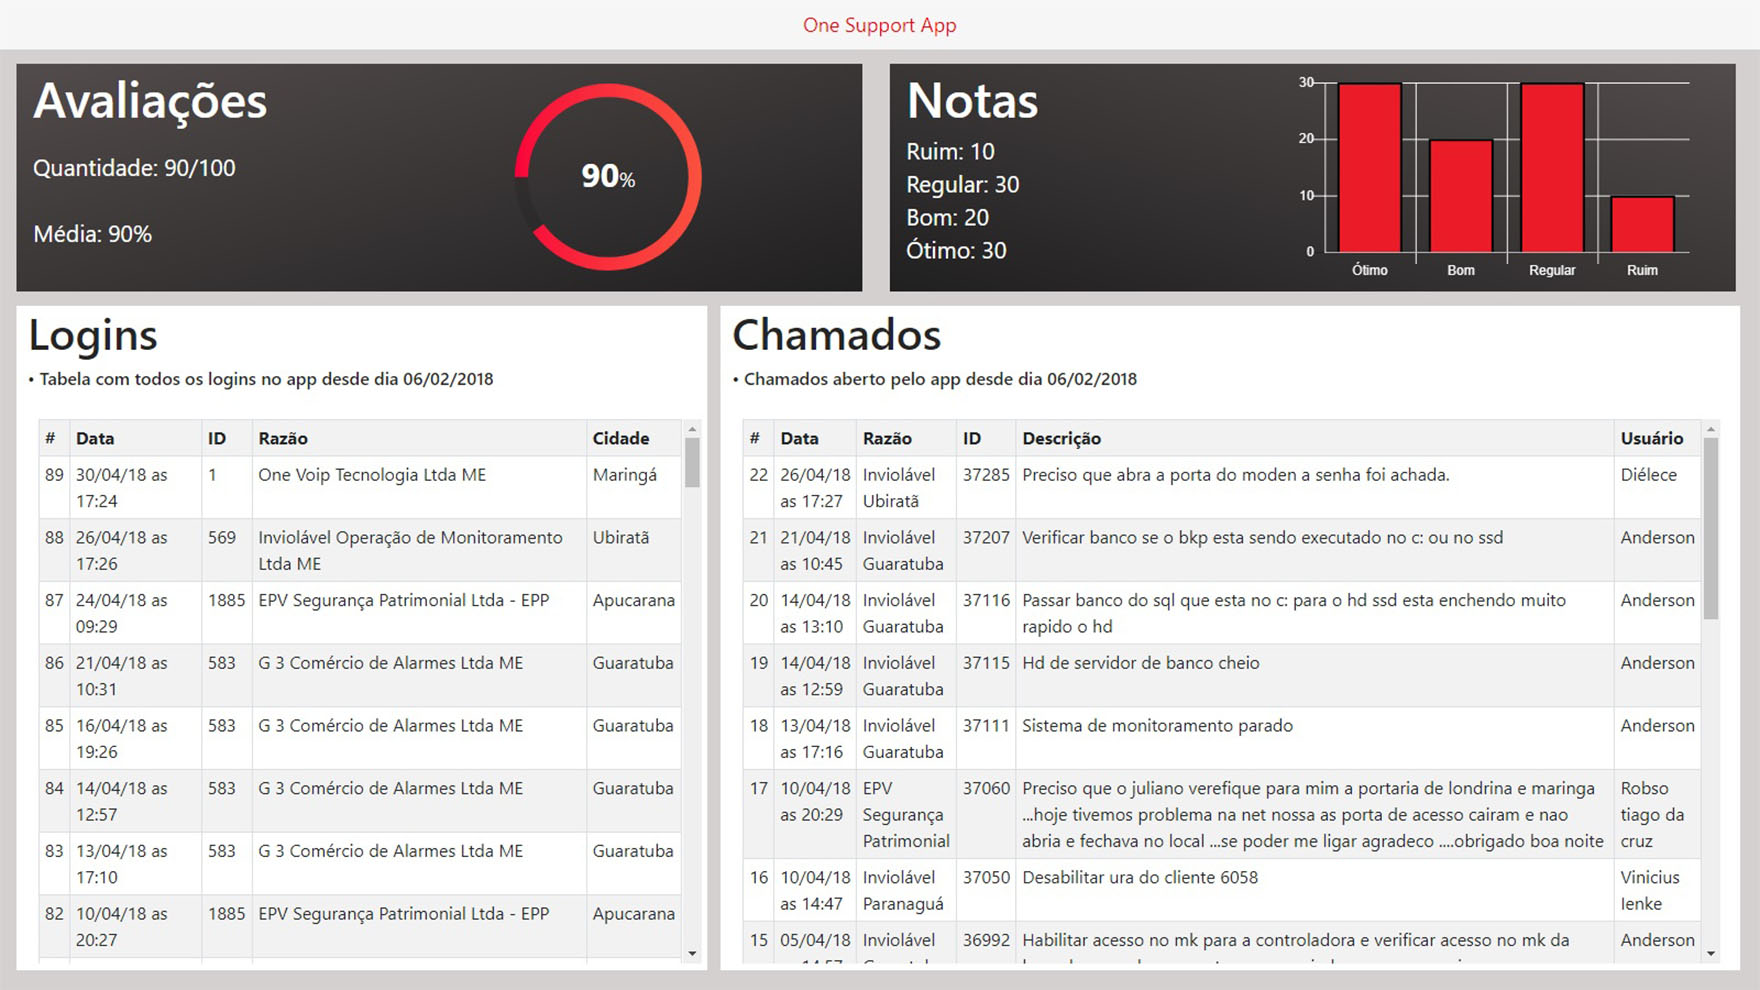 One Support App
Avaliações
Quantidade: 90/100
Média: 90%
90%
Notas
Ruim: 10
Regular: 30
Bom: 20
Ótimo: 30
30
20
10
0
Ótimo Bom Regular Ruim
Logins
• Tabela com todos os logins no app desde dia 06/02/2018
# Data ID Razão Cidade
89 30/04/18 as 1 One Voip Tecnologia Ltda ME Maringá
17:24
88 26/04/18 as 569 Inviolável Operação de Monitoramento Ubiratã
17:26 Ltda ME
87 24/04/18 as 1885 EPV Segurança Patrimonial Ltda - EPP Apucarana
09:29
86 21/04/18 as 583 G 3 Comércio de Alarmes Ltda ME Guaratuba
10:31
85 16/04/18 as 583 G 3 Comércio de Alarmes Ltda ME Guaratuba
19:26
84 14/04/18 as 583 G 3 Comércio de Alarmes Ltda ME Guaratuba
12:57
83 13/04/18 as 583 G 3 Comércio de Alarmes Ltda ME Guaratuba
17:10
82 10/04/18 as 1885 EPV Segurança Patrimonial Ltda - EPP Apucarana
20:27
Chamados
• Chamados aberto pelo app desde dia 06/02/2018
# Data Razão ID Descrição Usuário
22 26/04/18 Inviolável 37285 Preciso que abra a porta do moden a senha foi achada. Diélece
as 17:27 Ubiratã
21 21/04/18 Inviolável 37207 Verificar banco se o bkp esta sendo executado no c: ou no ssd Anderson
as 10:45 Guaratuba
20 14/04/18 Inviolável 37116 Passar banco do sql que esta no c: para o hd ssd esta enchendo muito Anderson
as 13:10 Guaratuba rapido o hd
19 14/04/18 Inviolável 37115 Hd de servidor de banco cheio Anderson
as 12:59 Guaratuba
18 13/04/18 Inviolável 37111 Sistema de monitoramento parado Anderson
as 17:16 Guaratuba
17 10/04/18 EPV 37060 Preciso que o juliano verefique para mim a portaria de londrina e maringa Robso
as 20:29 Segurança ...hoje tivemos problema na net nossa as porta de acesso cairam e nao tiago da
Patrimonial abria e fechava no local ...se poder me ligar agradeco ....obrigado boa noite cruz
16 10/04/18 Inviolável 37050 Desabilitar ura do cliente 6058 Vinicius
as 14:47 Paranaguá Ienke
15 05/04/18 Inviolável 36992 Habilitar acesso no mk para a controladora e verificar acesso no mk da Anderson